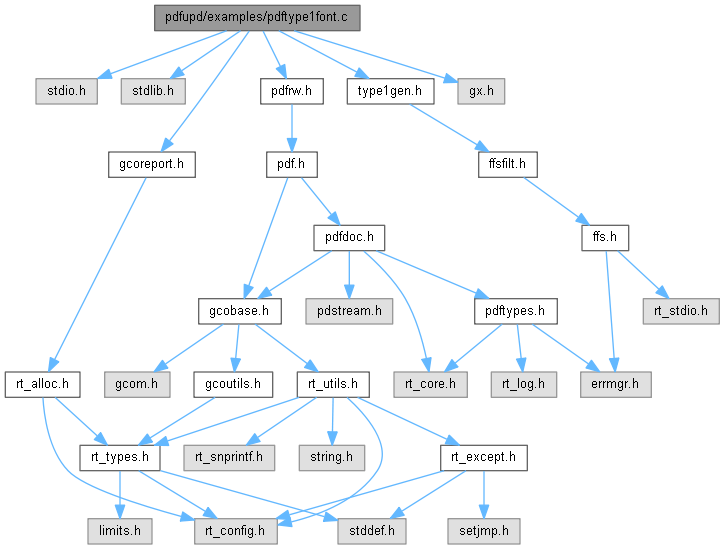 pdfupd/examples/pdftype1font.c
stdio.h
stdlib.h
pdfrw.h
type1gen.h
gx.h
gcoreport.h
pdf.h
ffsfilt.h
pdfdoc.h
ffs.h
gcobase.h
pdstream.h
pdftypes.h
rt_stdio.h
rt_alloc.h
gcom.h
gcoutils.h
rt_utils.h
rt_core.h
rt_log.h
errmgr.h
rt_types.h
rt_snprintf.h
string.h
rt_except.h
limits.h
rt_config.h
stddef.h
setjmp.h